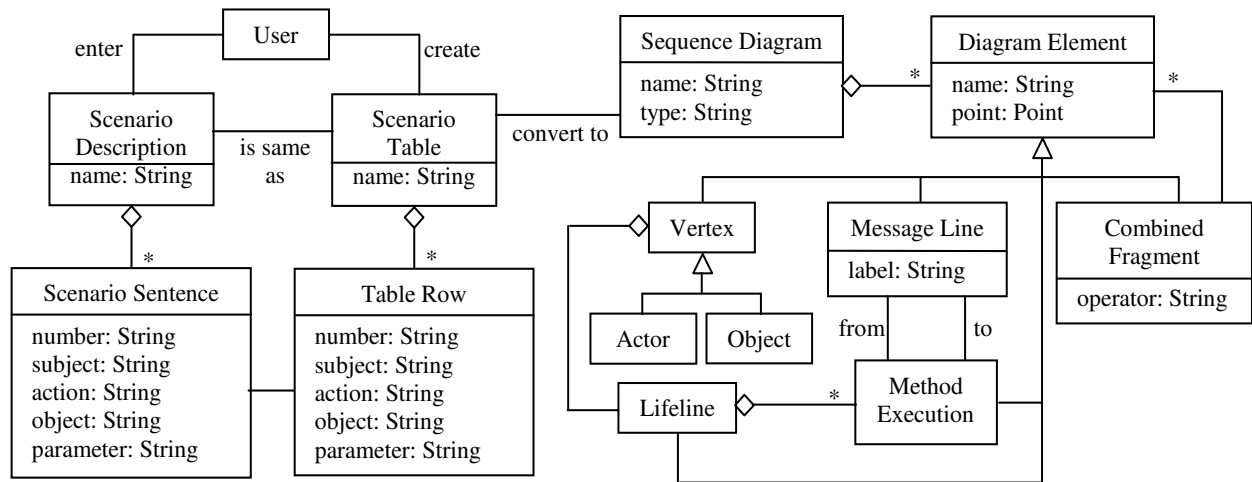 User
enter
create
Scenario
Description
name: String
is same
as
Scenario
Table
name: String
convert to
Sequence Diagram
name: String
type: String
*
Diagram Element
name: String
point: Point
*
*
Scenario Sentence
number: String
subject: String
action: String
object: String
parameter: String
*
Table Row
number: String
subject: String
action: String
object: String
parameter: String
Vertex
Actor
Object
Message Line
label: String
Combined
Fragment
operator: String
from
to
Lifeline
*
Method
Execution